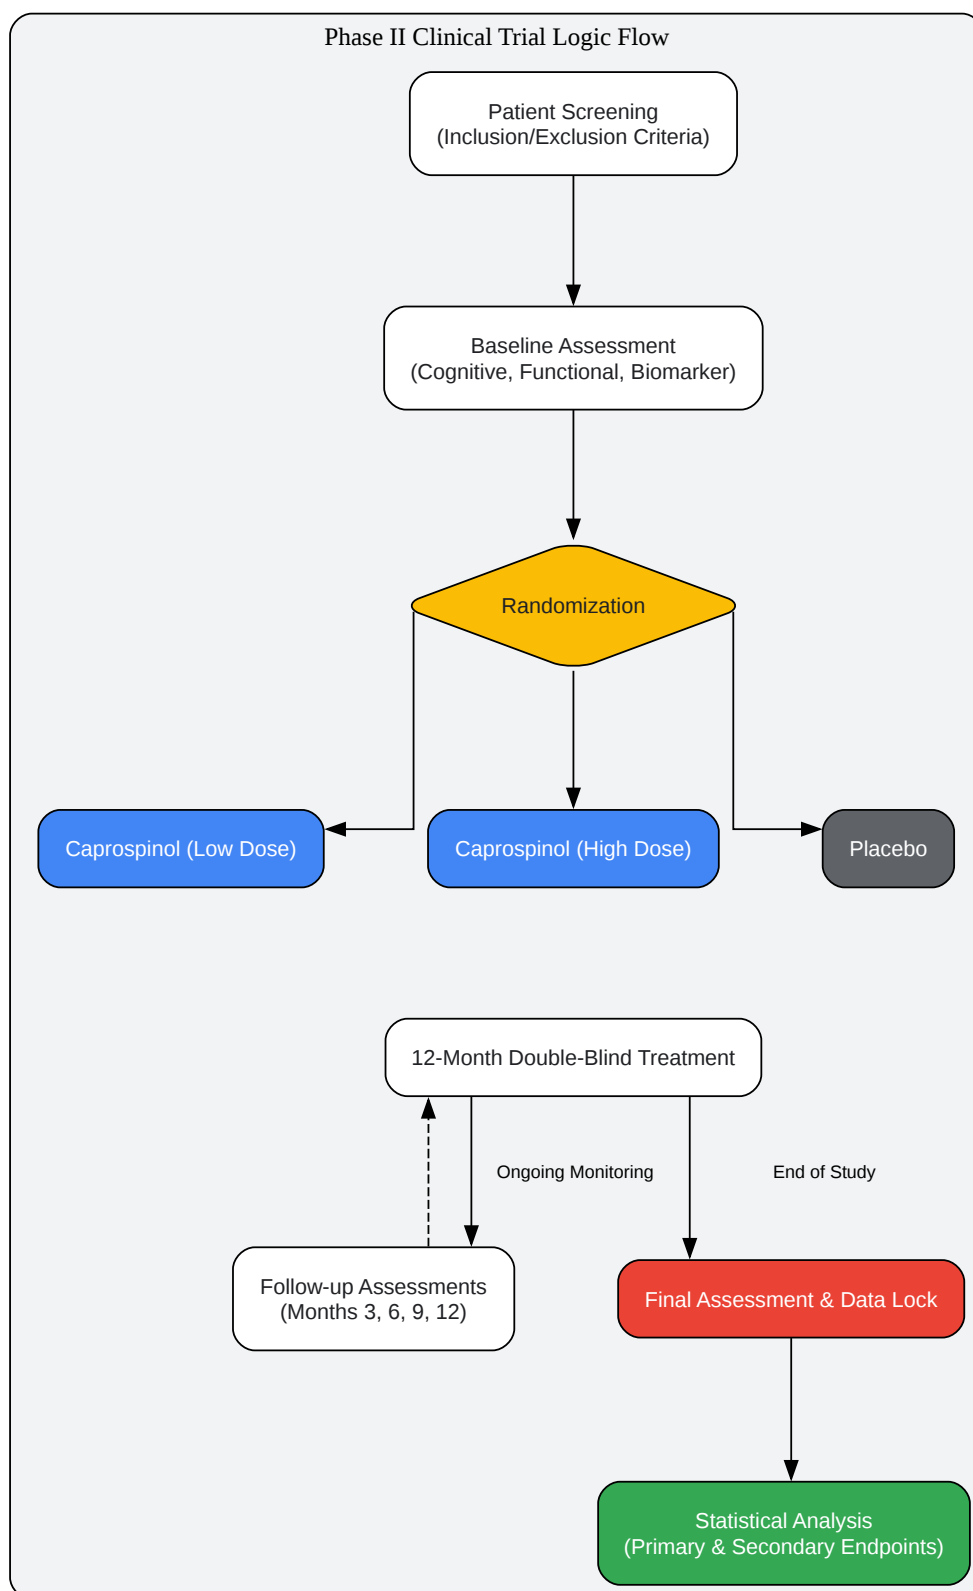 Phase II Clinical Trial Logic Flow
Patient Screening
(Inclusion/Exclusion Criteria)
Baseline Assessment
(Cognitive, Functional, Biomarker)
Randomization
Caprospinol (Low Dose)
Caprospinol (High Dose)
Placebo
12-Month Double-Blind Treatment
Ongoing Monitoring
End of Study
Follow-up Assessments
(Months 3, 6, 9, 12)
Final Assessment & Data Lock
Statistical Analysis
(Primary & Secondary Endpoints)